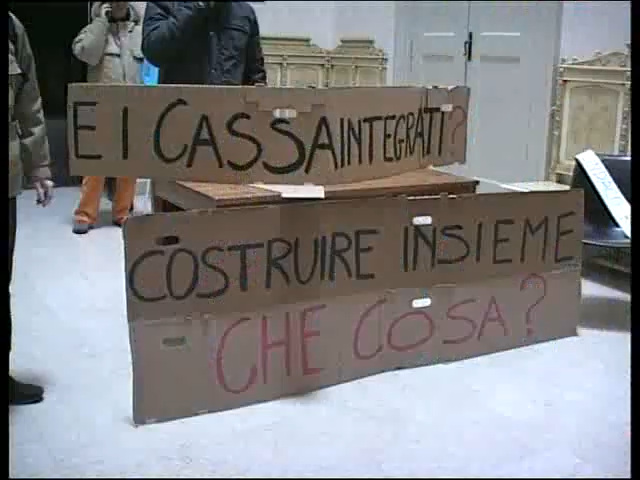 E I CASSAINTEGRATI?
COSTRUIRE INSIEME
CHE COSA?